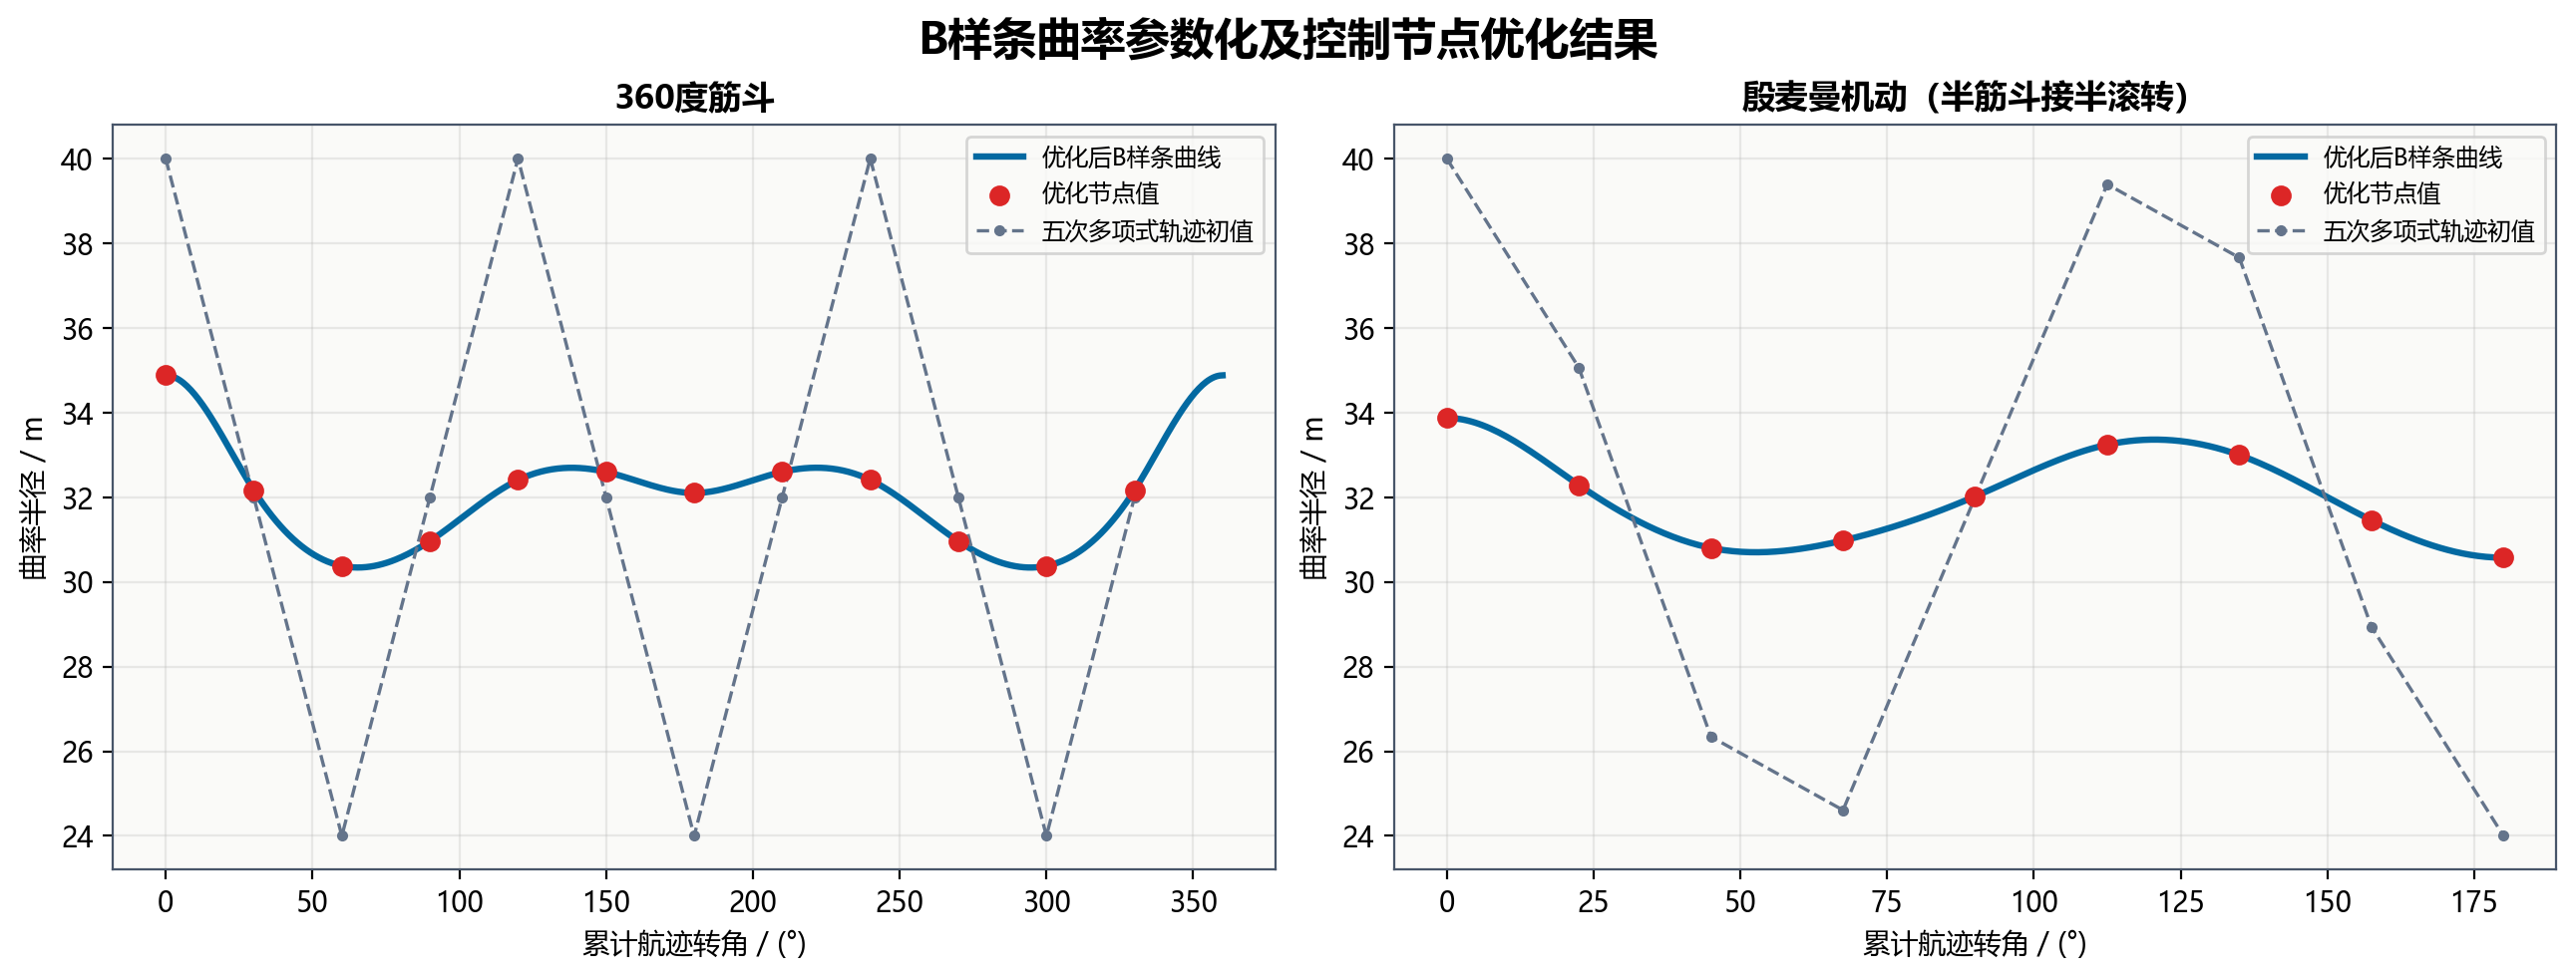 B样条曲率参数化及控制节点优化结果
360度筋斗
优化后B样条曲线
优化节点值
五次多项式轨迹初值
40
38
36
34
32
30
28
26
24
曲率半径 / m
0 50 100 150 200 250 300 350
累计航迹转角 / (°)
殷麦曼机动（半筋斗接半滚转）
优化后B样条曲线
优化节点值
五次多项式轨迹初值
40
38
36
34
32
30
28
26
24
曲率半径 / m
0 25 50 75 100 125 150 175
累计航迹转角 / (°)